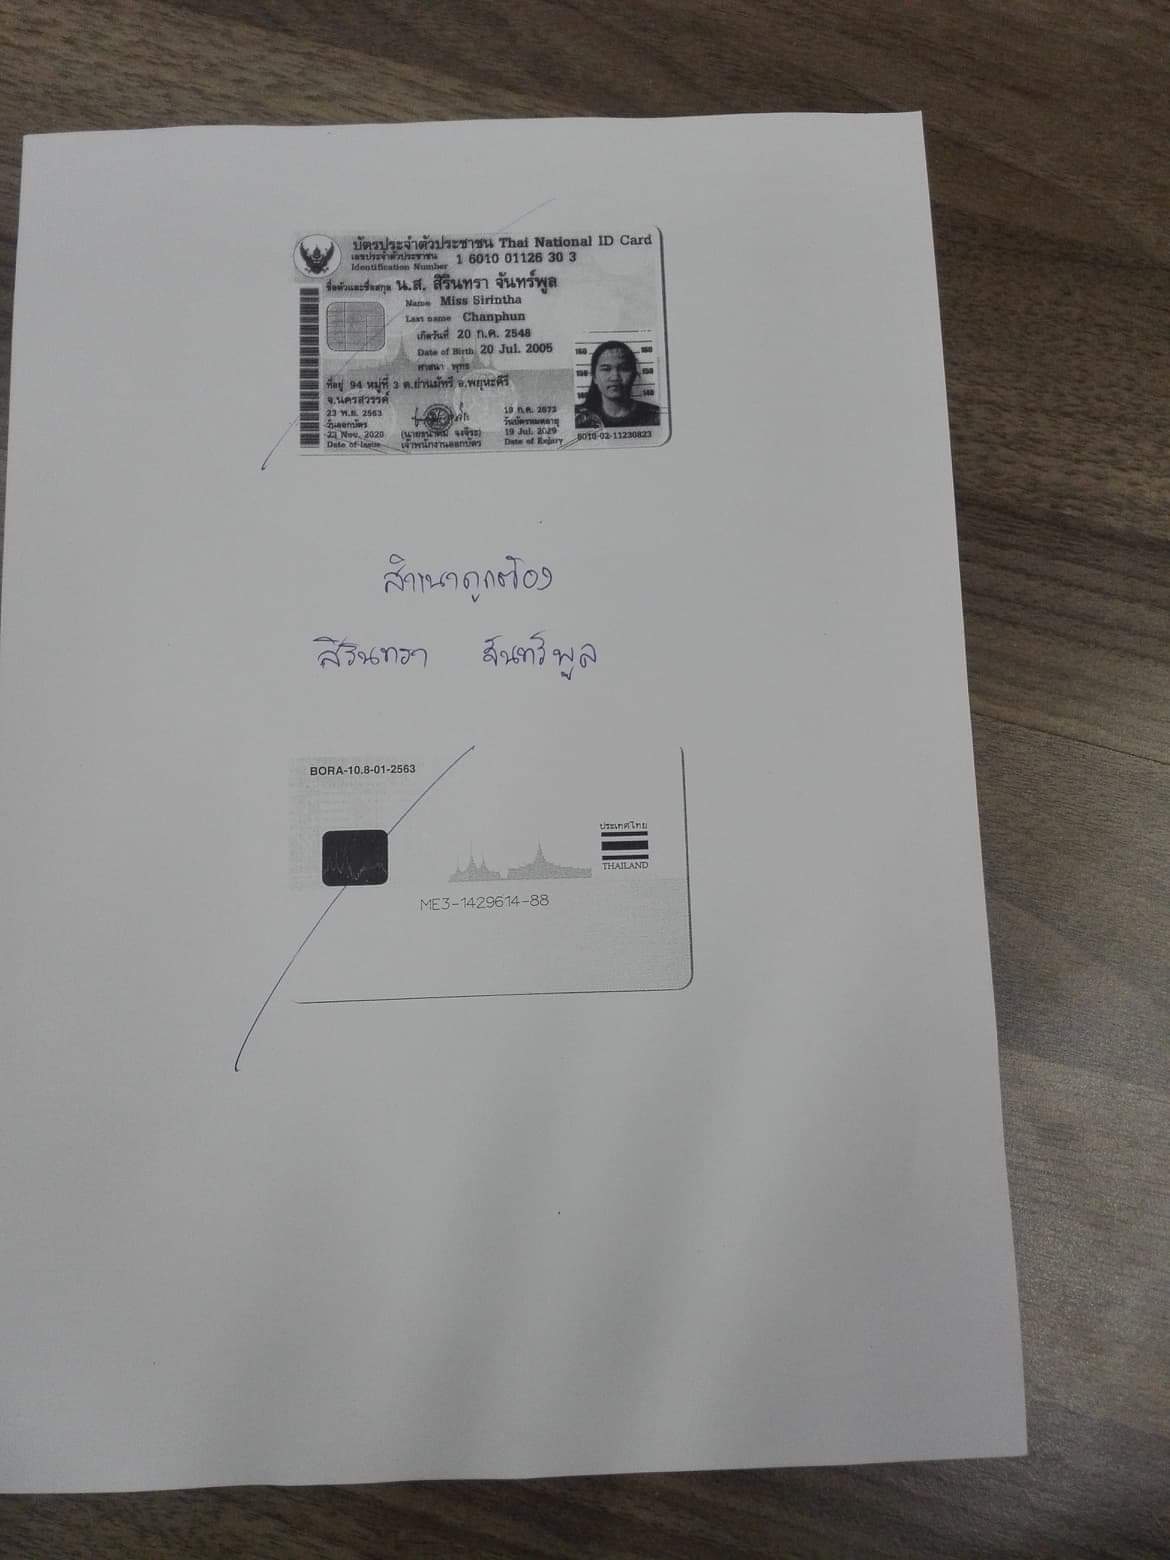 บัตรประจำตัวประชาชน Thai National ID Card
เลขประจำตัวประชาชน 1 6010 01126 30 3
Identification Number
ชื่อตัวและชื่อสกุล น.ส. สิรินทรา จันทร์พูล
Name Miss Sirintha
Last name Chanphun
เกิดวันที่ 20 ก.ค. 2548
Date of Birth 20 Jul. 2005
ศาสนา พุทธ
ที่อยู่ 94 หมู่ที่ 3 ต.ย่านมัทรี อ.พยุหะคีรี
จ.นครสวรรค์
23 พ.ย. 2563
วันออกบัตร
23 Nov. 2020
Date of Issue
เจ้าพนักงานออกบัตร
19 ก.ค. 2572
วันบัตรหมดอายุ
19 Jul. 2029
Date of Expiry
160 160
150 150
140 140
6010-02-11230823
สำเนาถูกต้อง
สิรินทรา จันทร์พูล
BORA-10.8-01-2563
ประเทศไทย
THAILAND
ME3-1429614-88